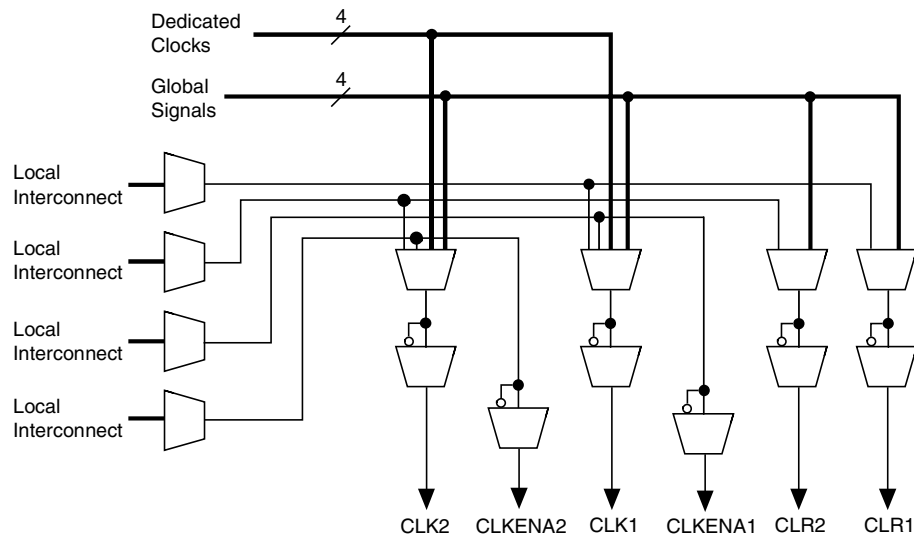 Dedicated
Clocks
4
Global
Signals
4
Local
Interconnect
Local
Interconnect
Local
Interconnect
Local
Interconnect
CLK2 CLKENA2 CLK1 CLKENA1 CLR2 CLR1